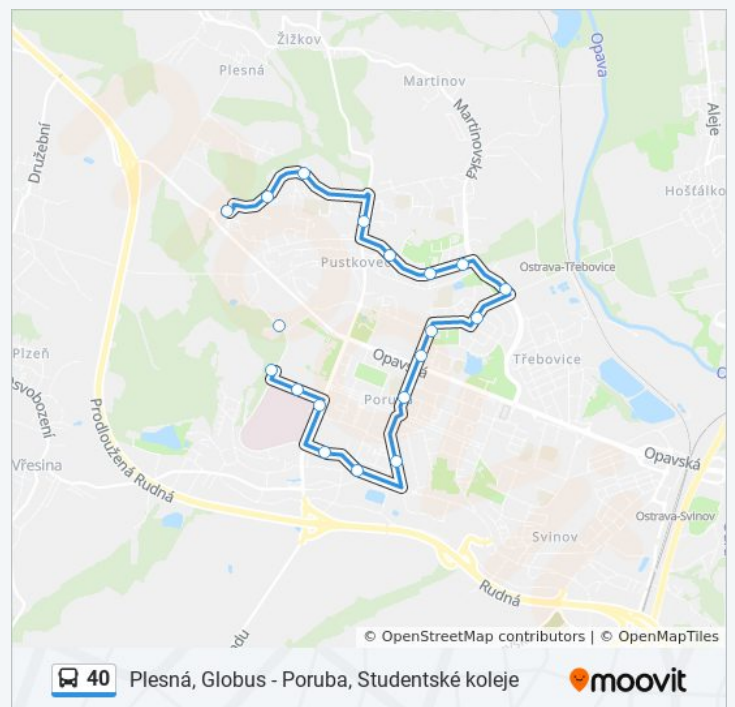 Žižkov
Opava
Plesná
Martinov
Martinovská
Aleje
Družební
Hošťálko
Pustkovec
Ostrava-Třebovice
Plzeň
Opavská
Třebovice
Poruba
Prodloužená Rudná
Vřesina
Opavská
Ostrava-Svinov
Svinov
Rudná
© OpenStreetMap contributors | © OpenMapTiles
40 Plesná, Globus - Poruba, Studentské koleje
moovit